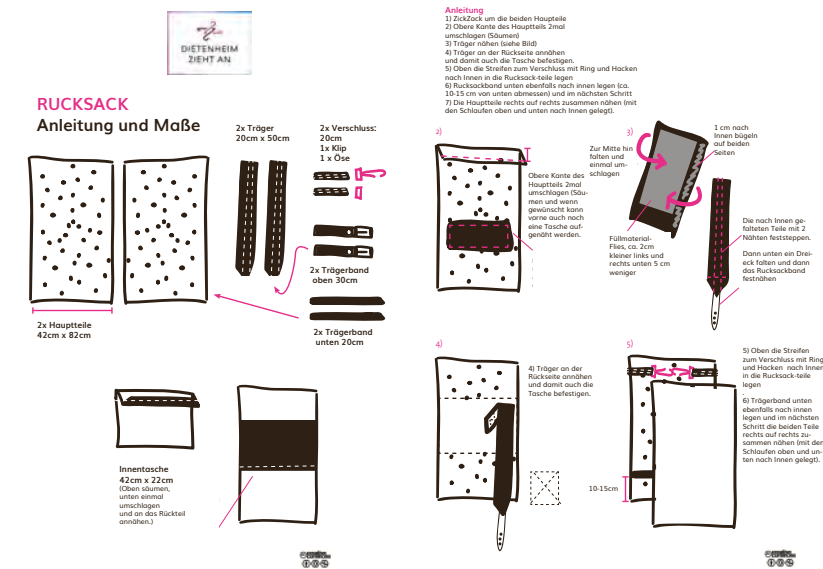 DIETENHEIM
ZIEHT AN
RUCKSACK
Anleitung und Maße
2x Träger
20cm x 50cm
2x Verschluss:
20cm
1x Klip
1 x Öse
2x Trägerband
oben 30cm
2x Trägerband
unten 20cm
2x Hauptteile
42cm x 82cm
Innentasche
42cm x 22cm
(Oben säumen,
unten einmal
umschlagen
und an das Rückteil
annähen.)
Anleitung
1) ZickZack um die beiden Haupteile
2) Obere Kante des Hauptteils 2mal
umschlagen (Säumen)
3) Träger nähen (siehe Bild)
4) Träger an der Rückseite annähen
und damit auch die Tasche befestigen.
5) Oben die Streifen zum Verschluss mit Ring und Hacken
nach Innen in die Rucksack-teile legen
6) Rucksackband unten ebenfalls nach innen legen (ca.
10-15 cm von unten abmessen) und im nächsten Schritt
7) Die Hauptteile rechts auf rechts zusammen nähen (mit
den Schlaufen oben und unten nach Innen gelegt).
2)
Obere Kante des
Hauptteils 2mal
umschlagen (Säu-
men) und wenn
gewünscht kann
vorne auch noch
eine Tasche auf-
genäht werden.
3)
Zur Mitte hin
falten und
einmal um-
schlagen
1 cm nach
Innen bügeln
auf beiden
Seiten
Füllmaterial-
Flies, ca. 2cm
kleiner links und
rechts unten 5 cm
weniger
Die nach Innen ge-
falteten Teile mit 2
Nähten feststeppen.
Dann unten ein Drei-
eck falten und dann
das Rucksackband
festnähen
4)
4) Träger an der
Rückseite annähen
und damit auch die
Tasche befestigen.
5)
10-15cm
5) Oben die Streifen
zum Verschluss mit Ring
und Hacken nach Innen
in die Rucksack-teile
legen
.
6) Trägerband unten
ebenfalls nach innen
legen und im nächsten
Schritt die beiden Teile
rechts auf rechts zu-
sammen nähen (mit den
Schlaufen oben und un-
ten nach Innen gelegt).